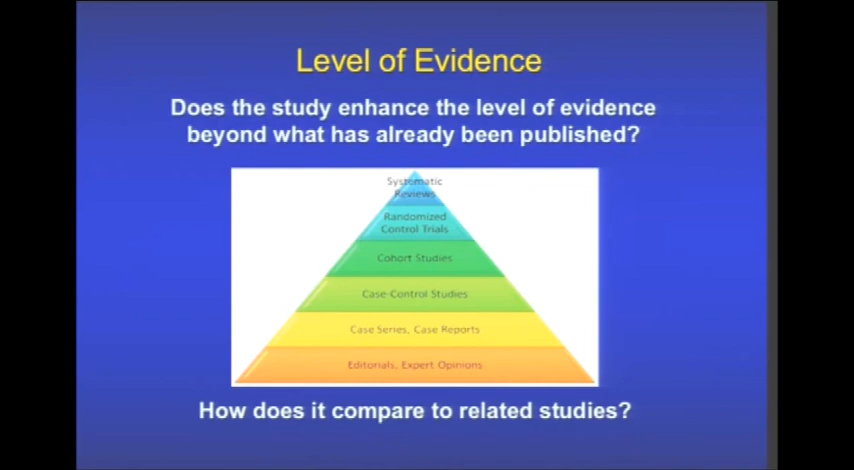 Level of Evidence
Does the study enhance the level of evidence
beyond what has already been published?
Systematic
Reviews
Randomized
Control Trials
Cohort Studies
Case-Control Studies
Case Series, Case Reports
Editorials, Expert Opinions
How does it compare to related studies?